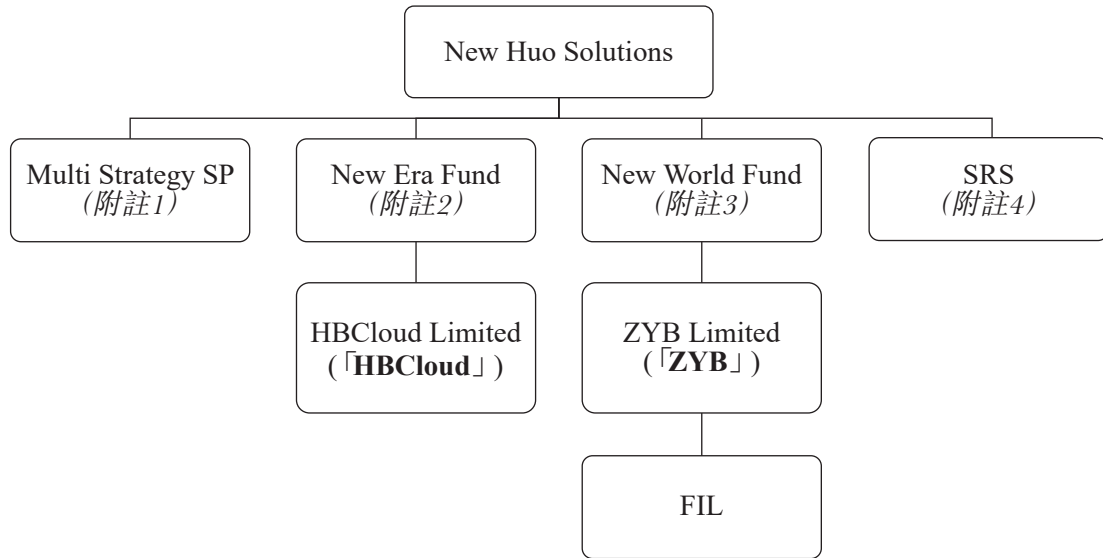 New Huo Solutions
Multi Strategy SP
(附註1)
New Era Fund
(附註2)
New World Fund
(附註3)
SRS
(附註4)
HBCloud Limited
(「HBCloud」)
ZYB Limited
(「ZYB」)
FIL